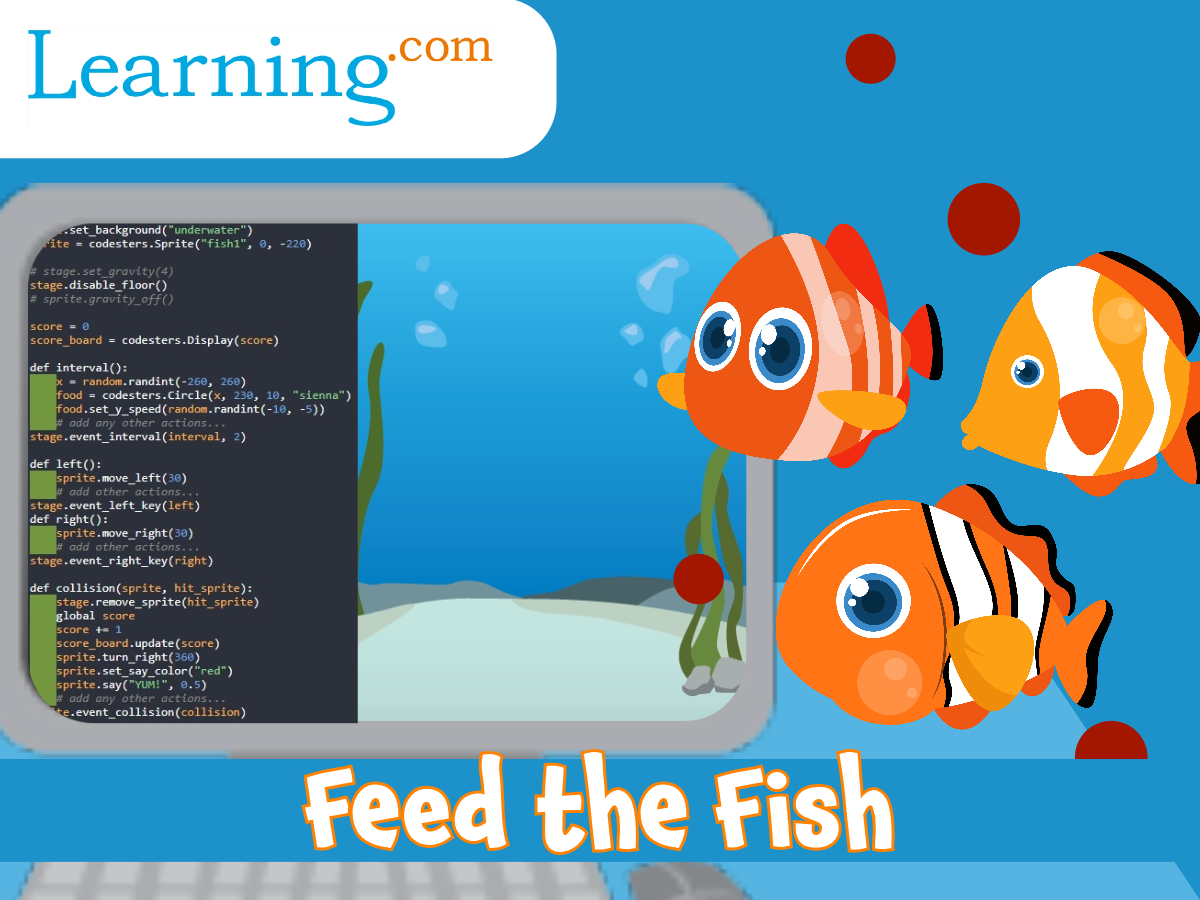 Learning.com
.set_background("underwater")
rite = codesters.Sprite("fish1", 0, -220)
# stage.set_gravity(4)
stage.disable_floor()
# sprite.gravity_off()
score = 0
score_board = codesters.Display(score)
def interval():
x = random.randint(-260, 260)
food = codesters.Circle(x, 230, 10, "sienna")
food.set_y_speed(random.randint(-10, -5))
# add any other actions...
stage.event_interval(interval, 2)
def left():
sprite.move_left(30)
# add other actions...
stage.event_left_key(left)
def right():
sprite.move_right(30)
# add other actions...
stage.event_right_key(right)
def collision(sprite, hit_sprite):
stage.remove_sprite(hit_sprite)
global score
score += 1
score_board.update(score)
sprite.turn_right(360)
sprite.set_say_color("red")
sprite.say("YUM!", 0.5)
# add any other actions...
te.event_collision(collision)
Feed the Fish